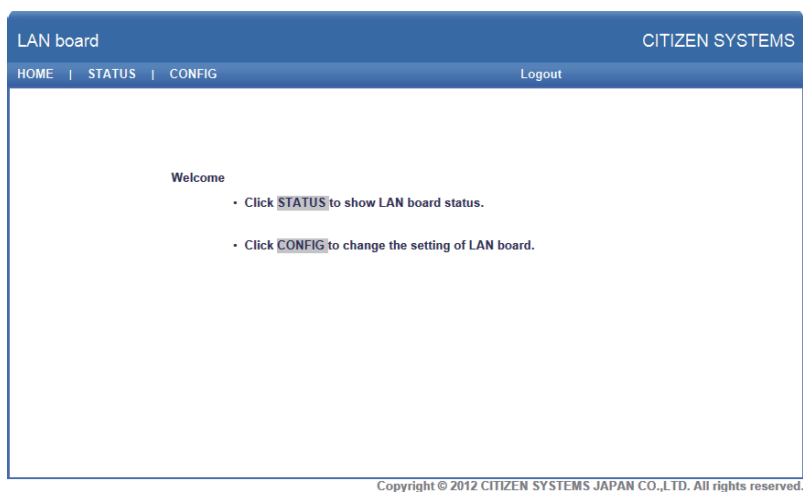 LAN board
CITIZEN SYSTEMS
HOME | STATUS | CONFIG
Logout
Welcome
• Click STATUS to show LAN board status.
• Click CONFIG to change the setting of LAN board.
Copyright © 2012 CITIZEN SYSTEMS JAPAN CO.,LTD. All rights reserved.